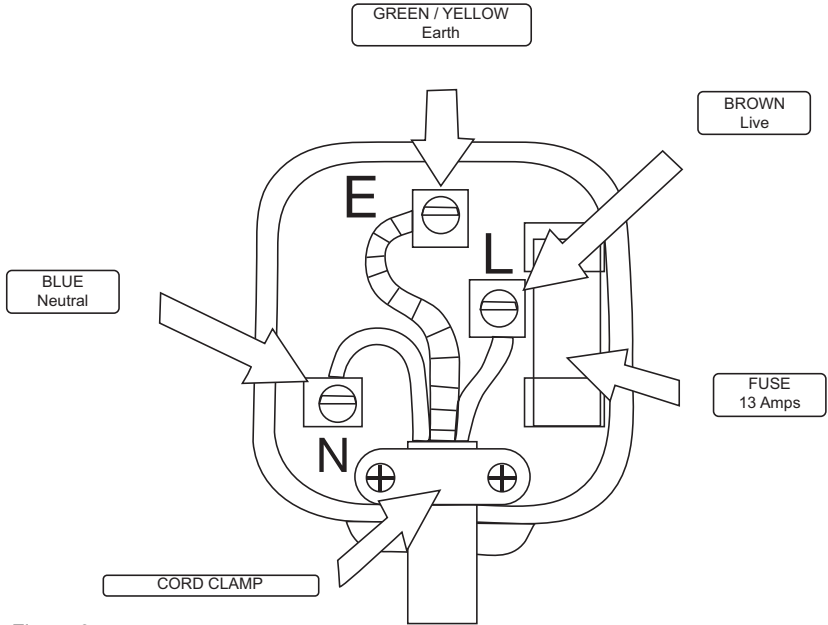 GREEN / YELLOW
Earth
BROWN
Live
E
L
BLUE
Neutral
FUSE
13 Amps
N
CORD CLAMP